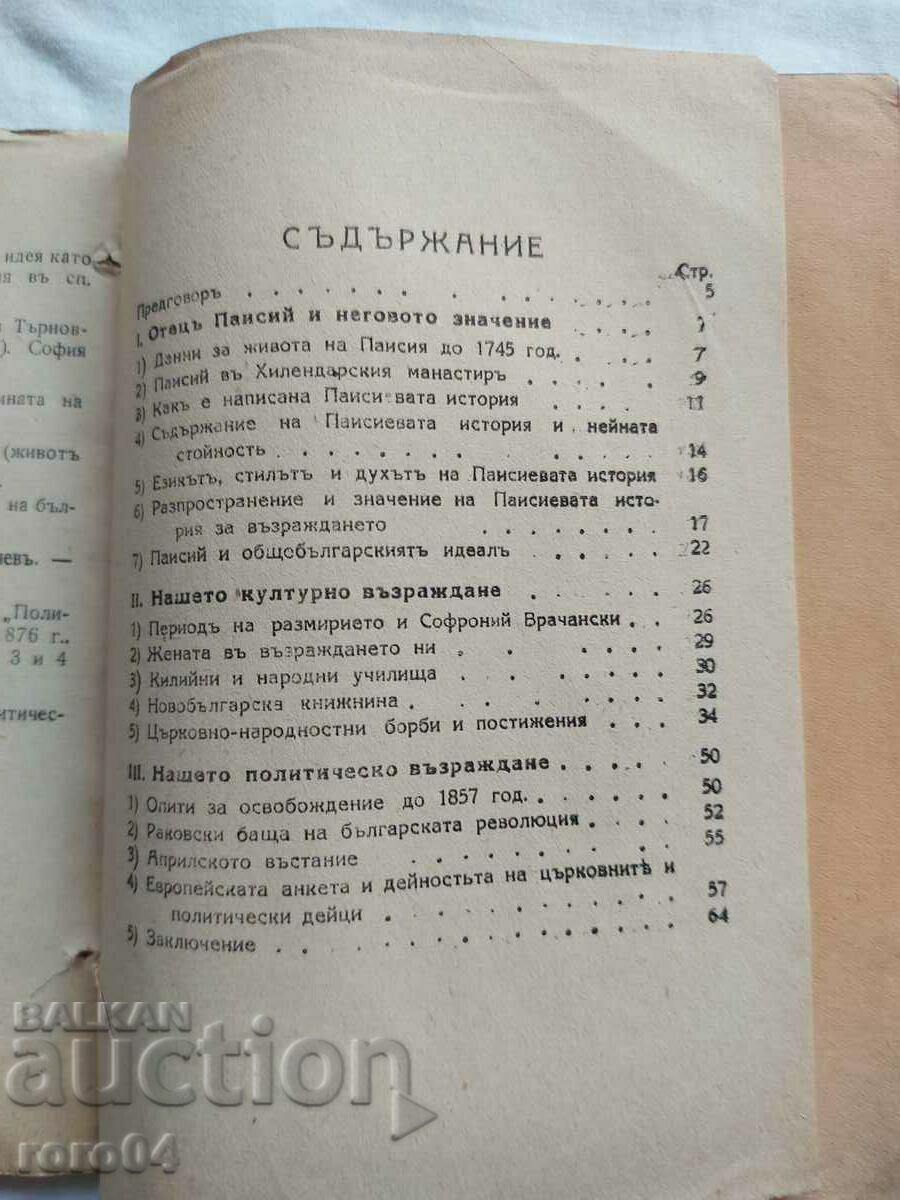 идея като
я въ сп.
Търнов-
). София
ната на
(животъ
на бъл-
евъ. —
„Поли-
876 г.,
3 и 4
итичес-
СЪДЪРЖАНИЕ
Стр.
Предговоръ . . . . . . . . . . . . 5
I. Отецъ Паисий и неговото значение . . . . 7
1) Данни за живота на Паисия до 1745 год. . . . . 7
2) Паисий въ Хилендарския манастиръ . . . . . 9
3) Какъ е написана Паисиевата история . . . . 11
4) Съдържание на Паисиевата история и нейната
стойность . . . . . . . . . . 14
5) Езикътъ, стилътъ и духътъ на Паисиевата история 16
6) Разпространение и значение на Паисиевата исто-
рия за възраждането . . . . . . . 17
7) Паисий и общобългарскиятъ идеалъ . . . . . 22
II. Нашето културно възраждане . . . . . 26
1) Периодъ на размирието и Софроний Врачански . . 26
2) Жената въ възраждането ни . . . . . . 29
3) Килийни и народни училища . . . . . . 30
4) Новобългарска книжнина . . . . . . . 32
5) Църковно-народностни борби и постижения . . . 34
III. Нашето политическо възраждане . . . . 50
1) Опити за освобождение до 1857 год. . . . . . 50
2) Раковски баща на българската революция . . . . 52
3) Априлското въстание . . . . . . . . 55
4) Европейската анкета и дейностьта на църковнитѣ и
политически дейци . . . . . . . . 57
5) Заключение . . . . . . . . . . . 64
BALKAN
auction
roro04